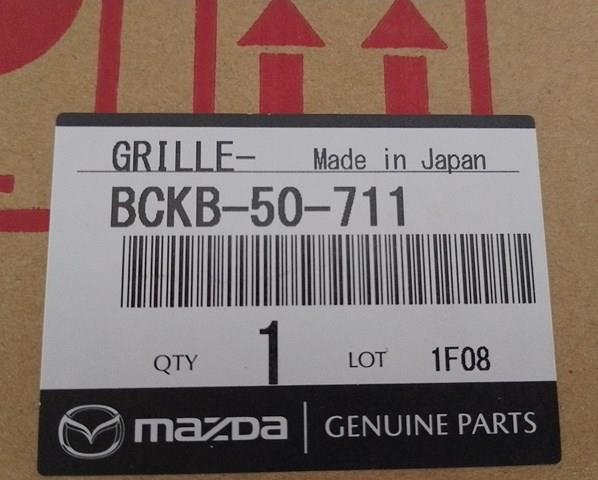 GRILLE- Made in Japan
BCKB-50-711
QTY 1 LOT 1F08
mazda GENUINE PARTS